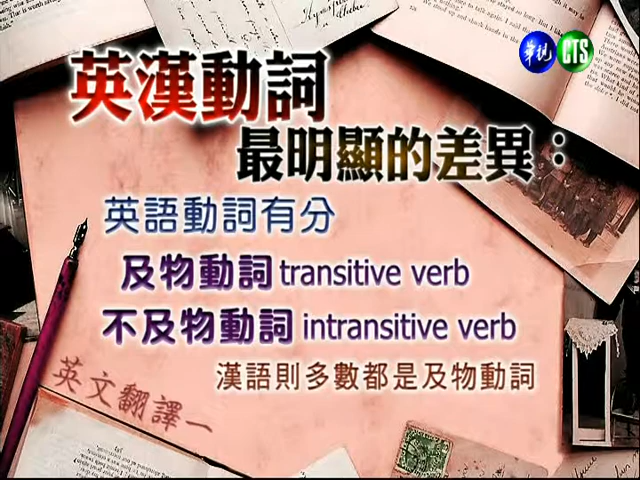 華視 CTS
英漢動詞
最明顯的差異：
英語動詞有分
及物動詞 transitive verb
不及物動詞 intransitive verb
漢語則多數都是及物動詞
英文翻譯一